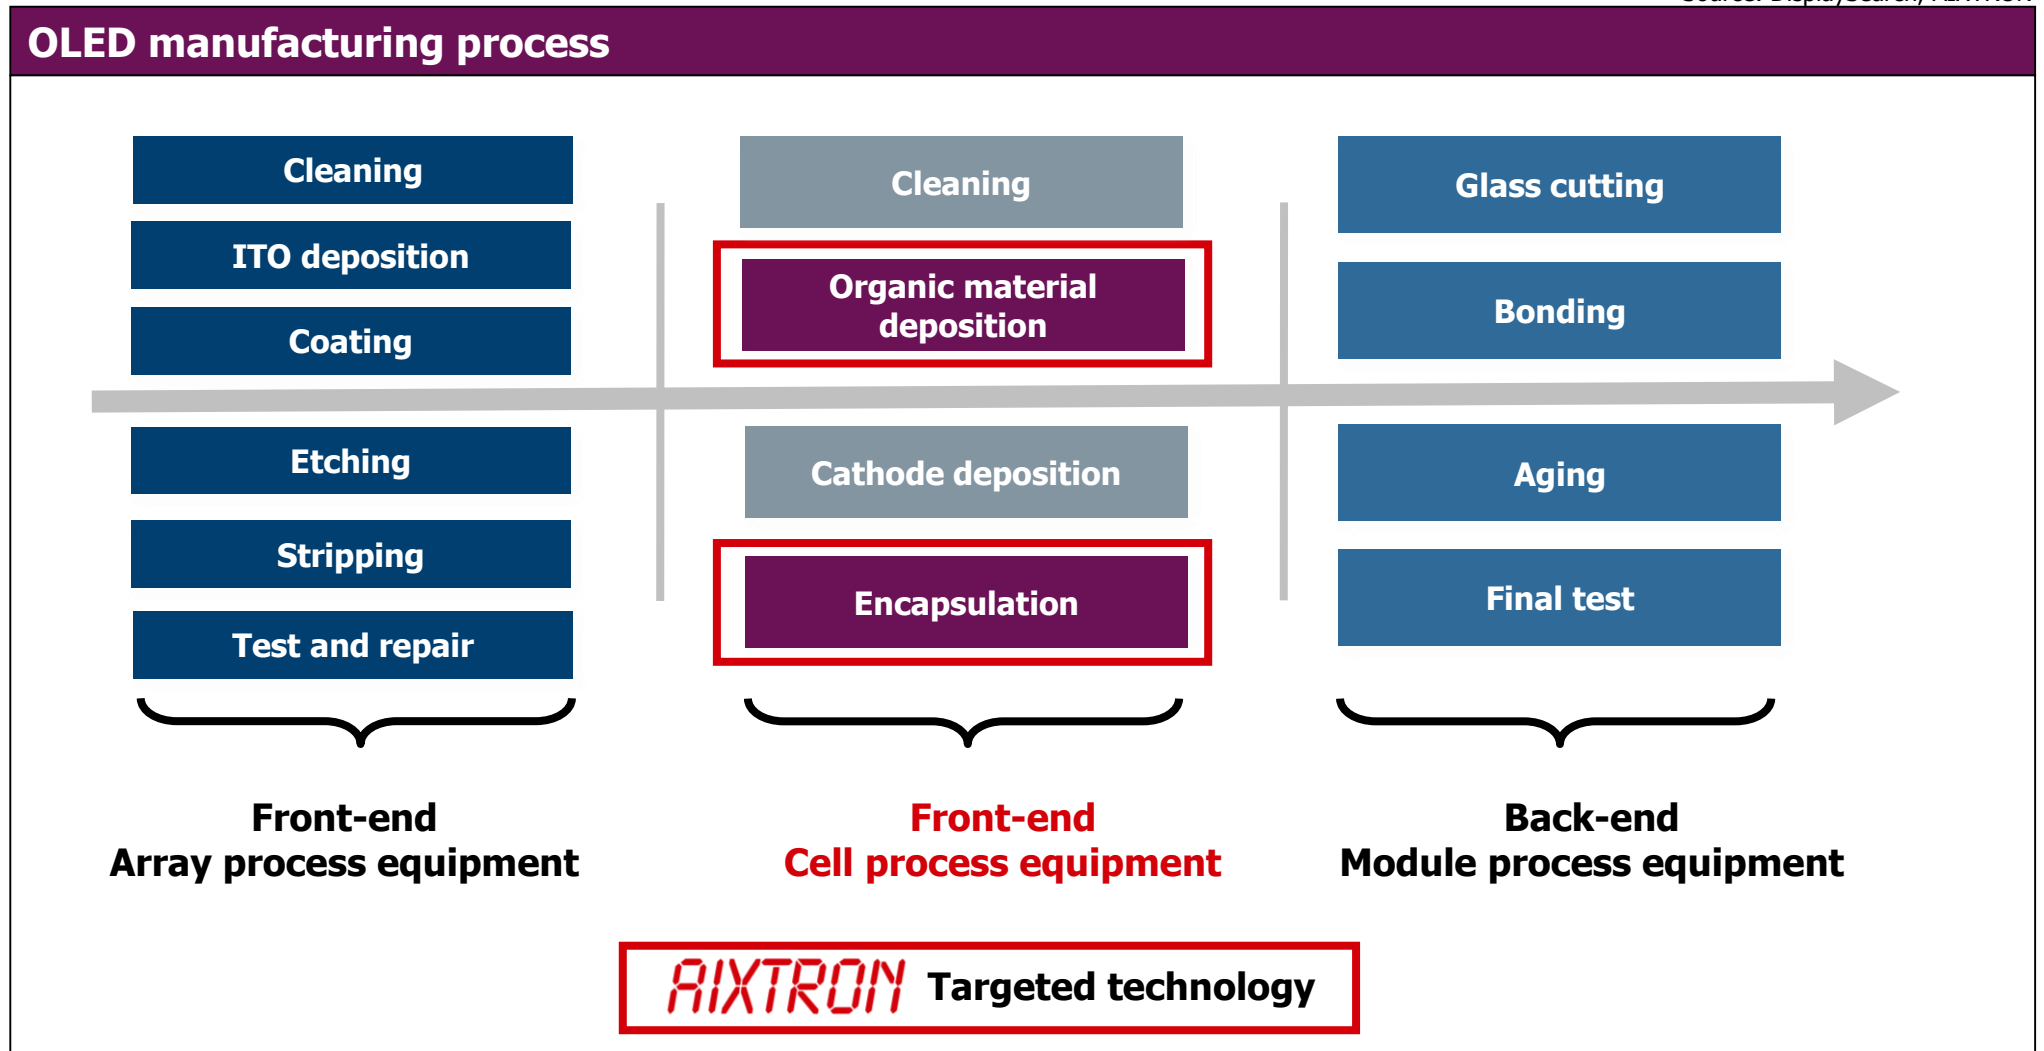 OLED manufacturing process
Cleaning
ITO deposition
Coating
Etching
Stripping
Test and repair
Front-end
Array process equipment
Cleaning
Organic material
deposition
Cathode deposition
Encapsulation
Front-end
Cell process equipment
Glass cutting
Bonding
Aging
Final test
Back-end
Module process equipment
AIXTRON Targeted technology